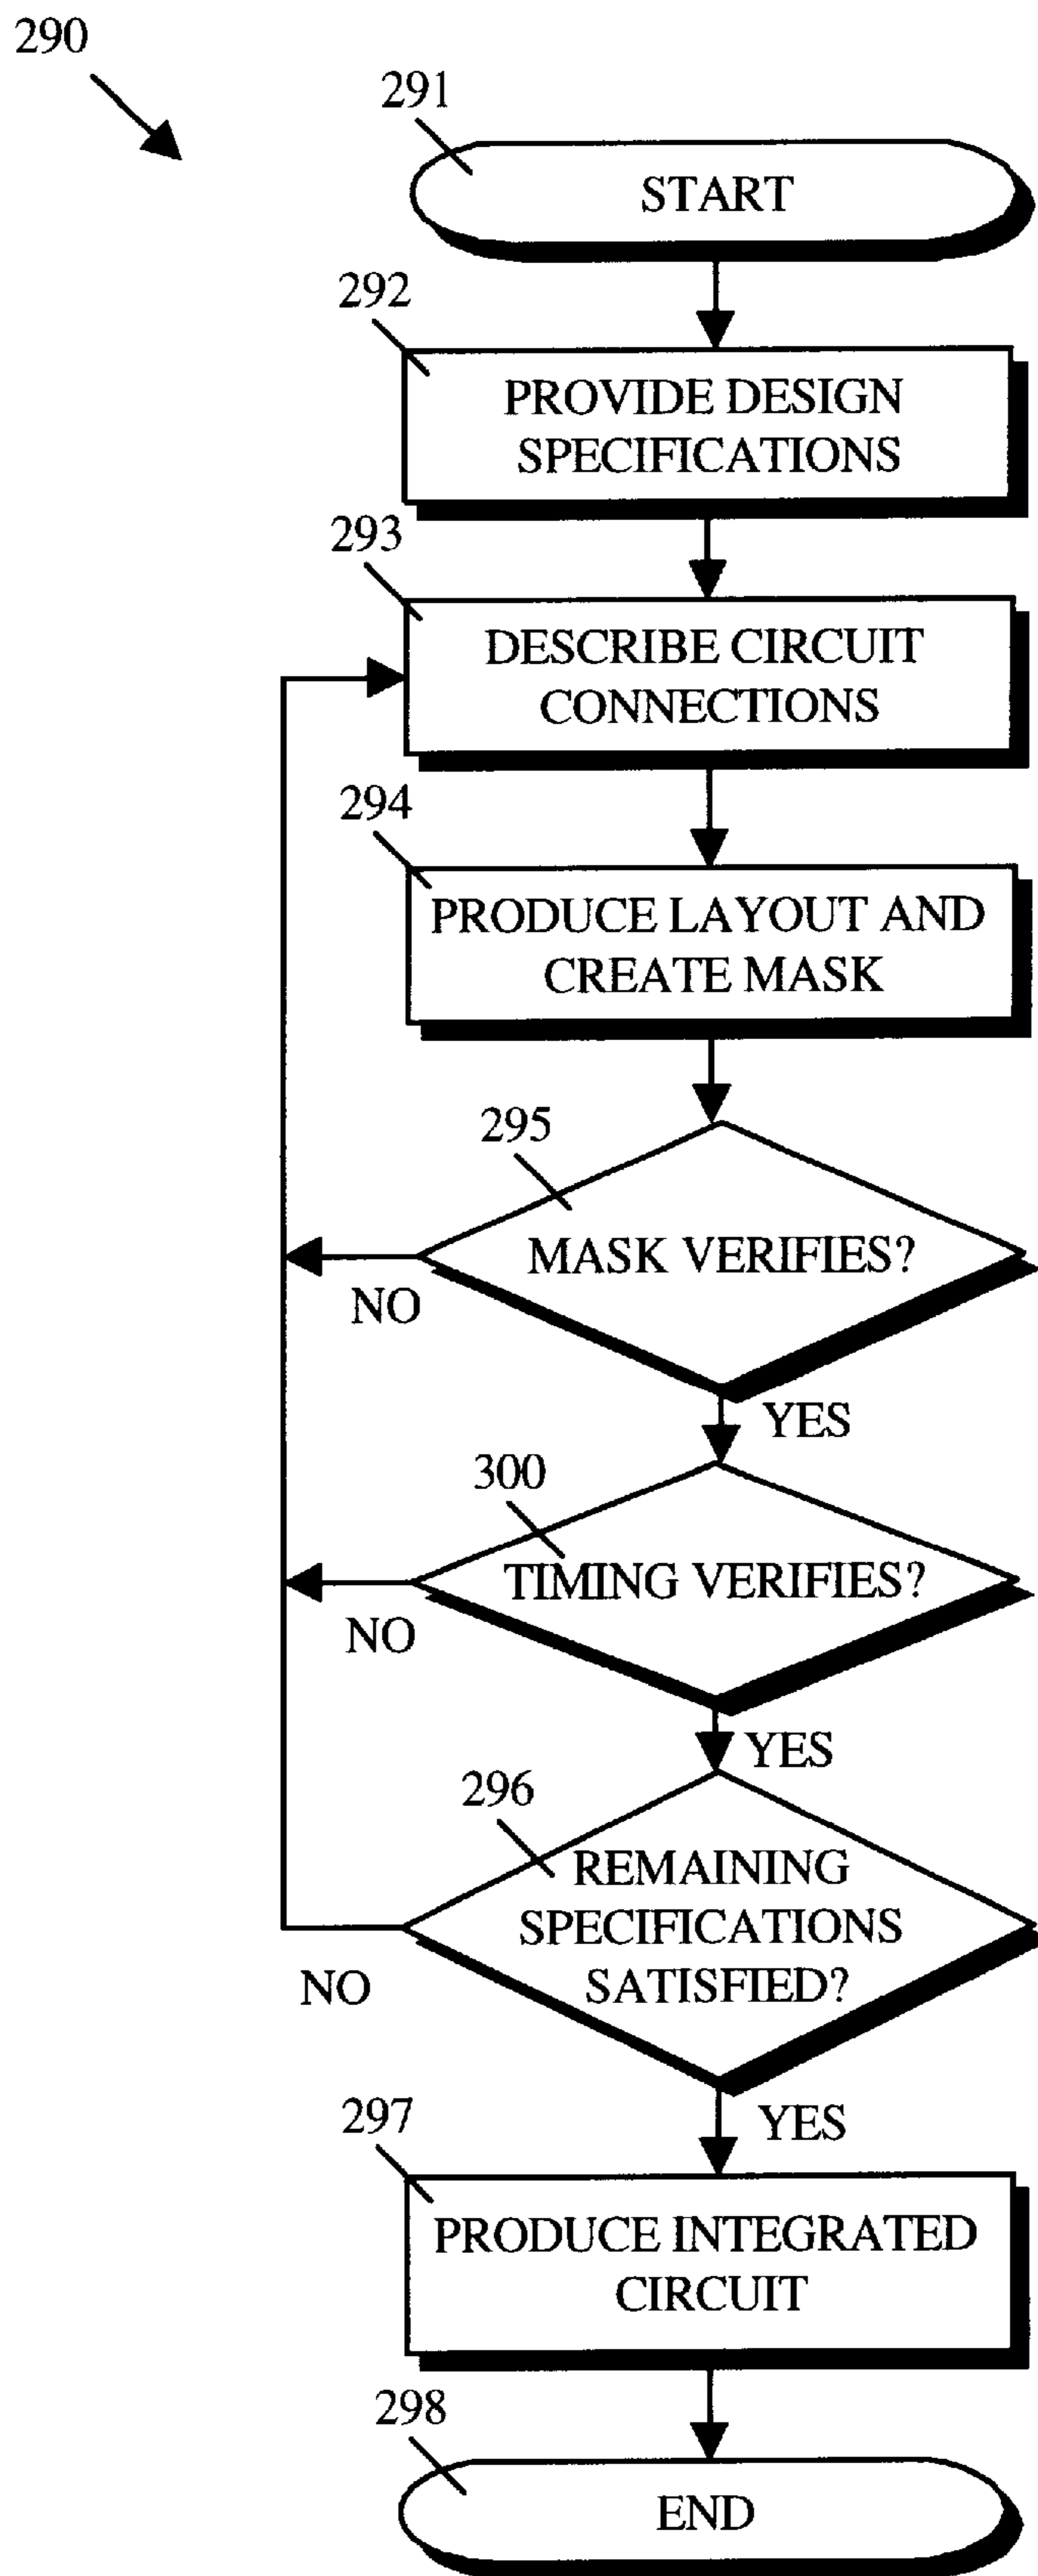 290
291
START
292
PROVIDE DESIGN
SPECIFICATIONS
293
DESCRIBE CIRCUIT
CONNECTIONS
294
PRODUCE LAYOUT AND
CREATE MASK
295
MASK VERIFIES?
NO
YES
300
TIMING VERIFIES?
NO
YES
296
REMAINING
SPECIFICATIONS
SATISFIED?
NO
YES
297
PRODUCE INTEGRATED
CIRCUIT
298
END